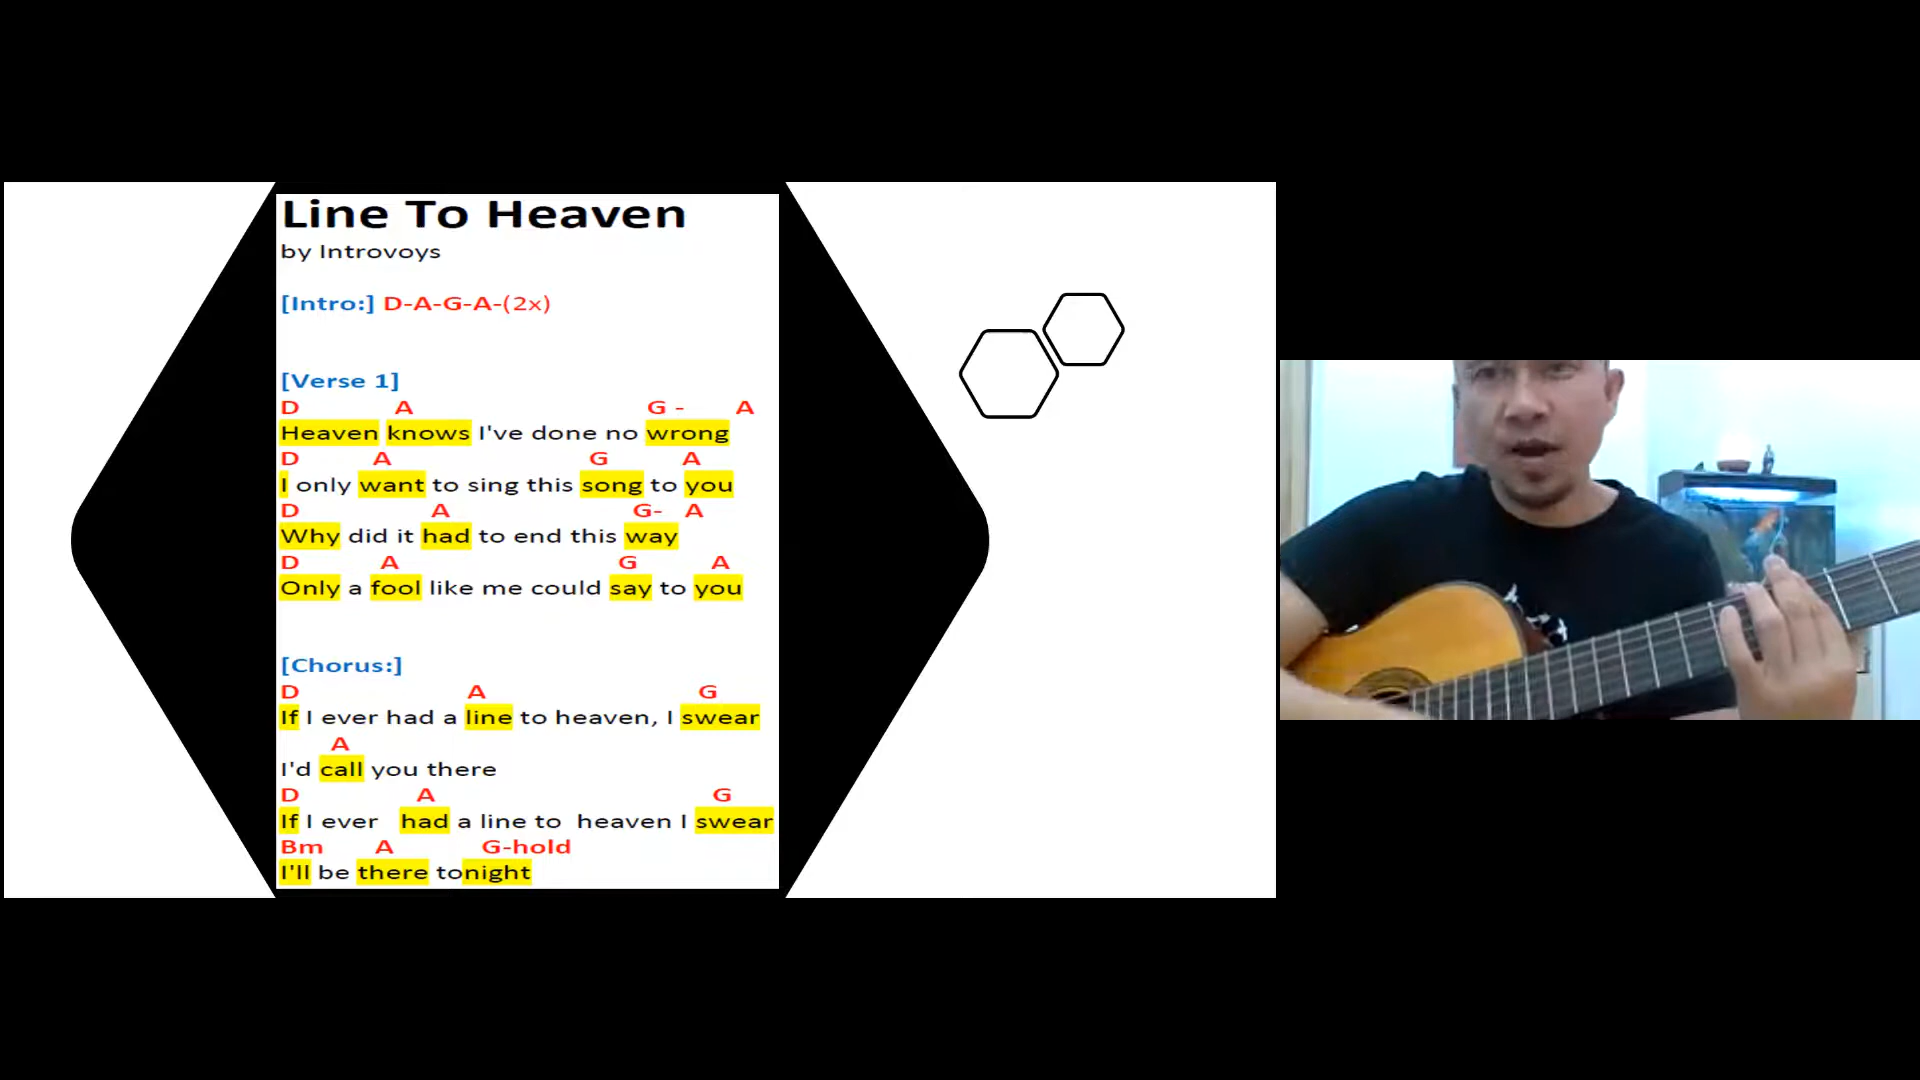 Line To Heaven
by Introvoys
[Intro:] D-A-G-A-(2x)
[Verse 1]
D A G - A
Heaven knows I've done no wrong
D A G A
I only want to sing this song to you
D A G- A
Why did it had to end this way
D A G A
Only a fool like me could say to you
[Chorus:]
D A G
If I ever had a line to heaven, I swear
A
I'd call you there
D A G
If I ever had a line to heaven I swear
Bm A G-hold
I'll be there tonight